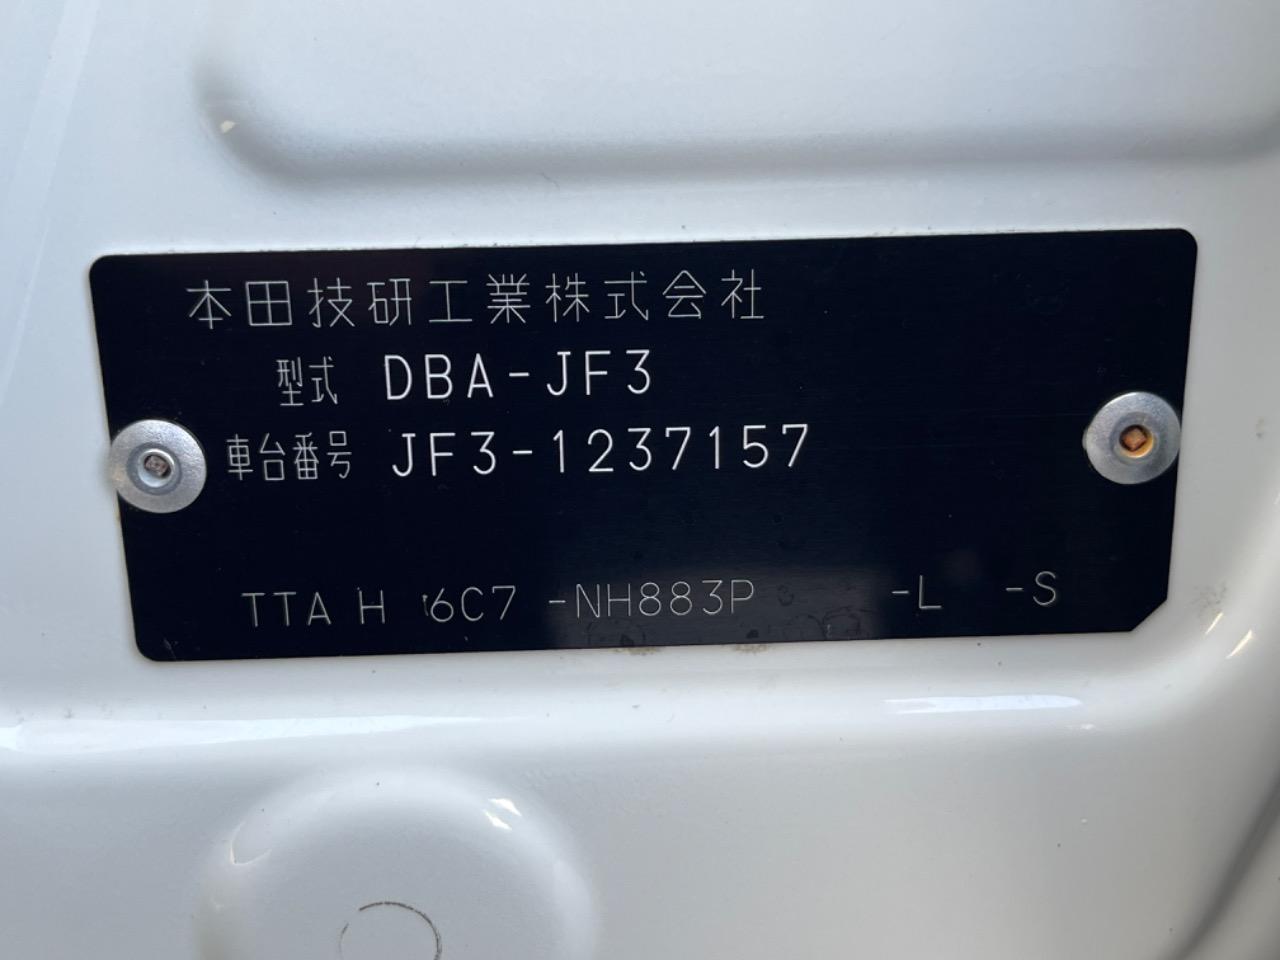 本田技研工業株式会社
型式 DBA-JF3
車台番号 JF3-1237157
TTA H 6C7 -NH883P -L -S